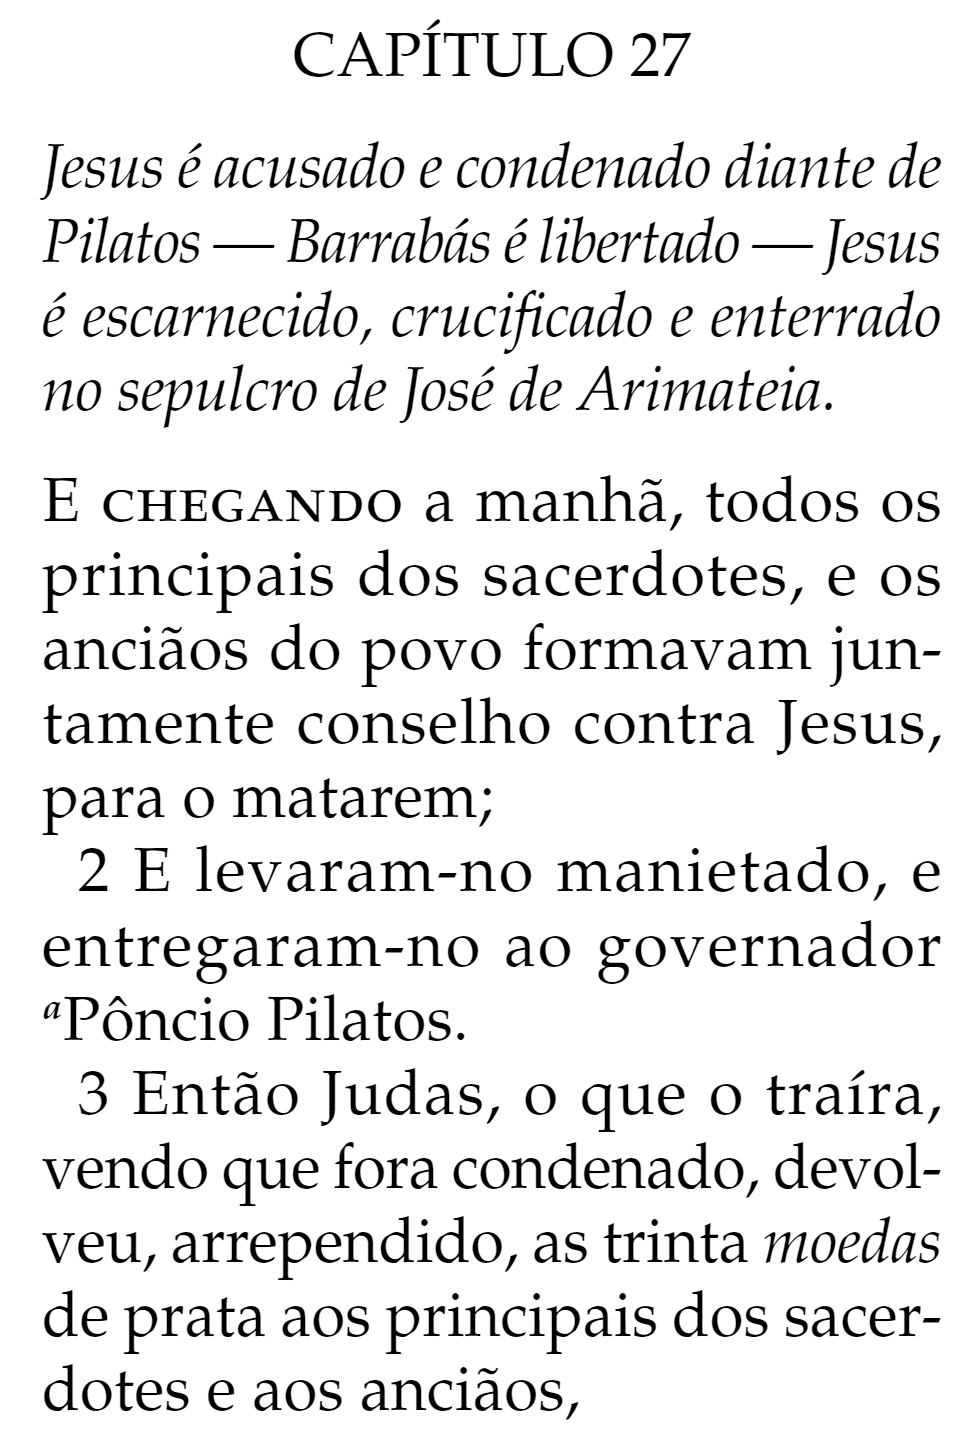 CAPÍTULO 27
Jesus é acusado e condenado diante de
Pilatos — Barrabás é libertado — Jesus
é escarnecido, crucificado e enterrado
no sepulcro de José de Arimateia.
E CHEGANDO a manhã, todos os
principais dos sacerdotes, e os
anciãos do povo formavam jun-
tamente conselho contra Jesus,
para o matarem;
2 E levaram-no manietado, e
entregaram-no ao governador
ᵃPôncio Pilatos.
3 Então Judas, o que o traíra,
vendo que fora condenado, devol-
veu, arrependido, as trinta moedas
de prata aos principais dos sacer-
dotes e aos anciãos,